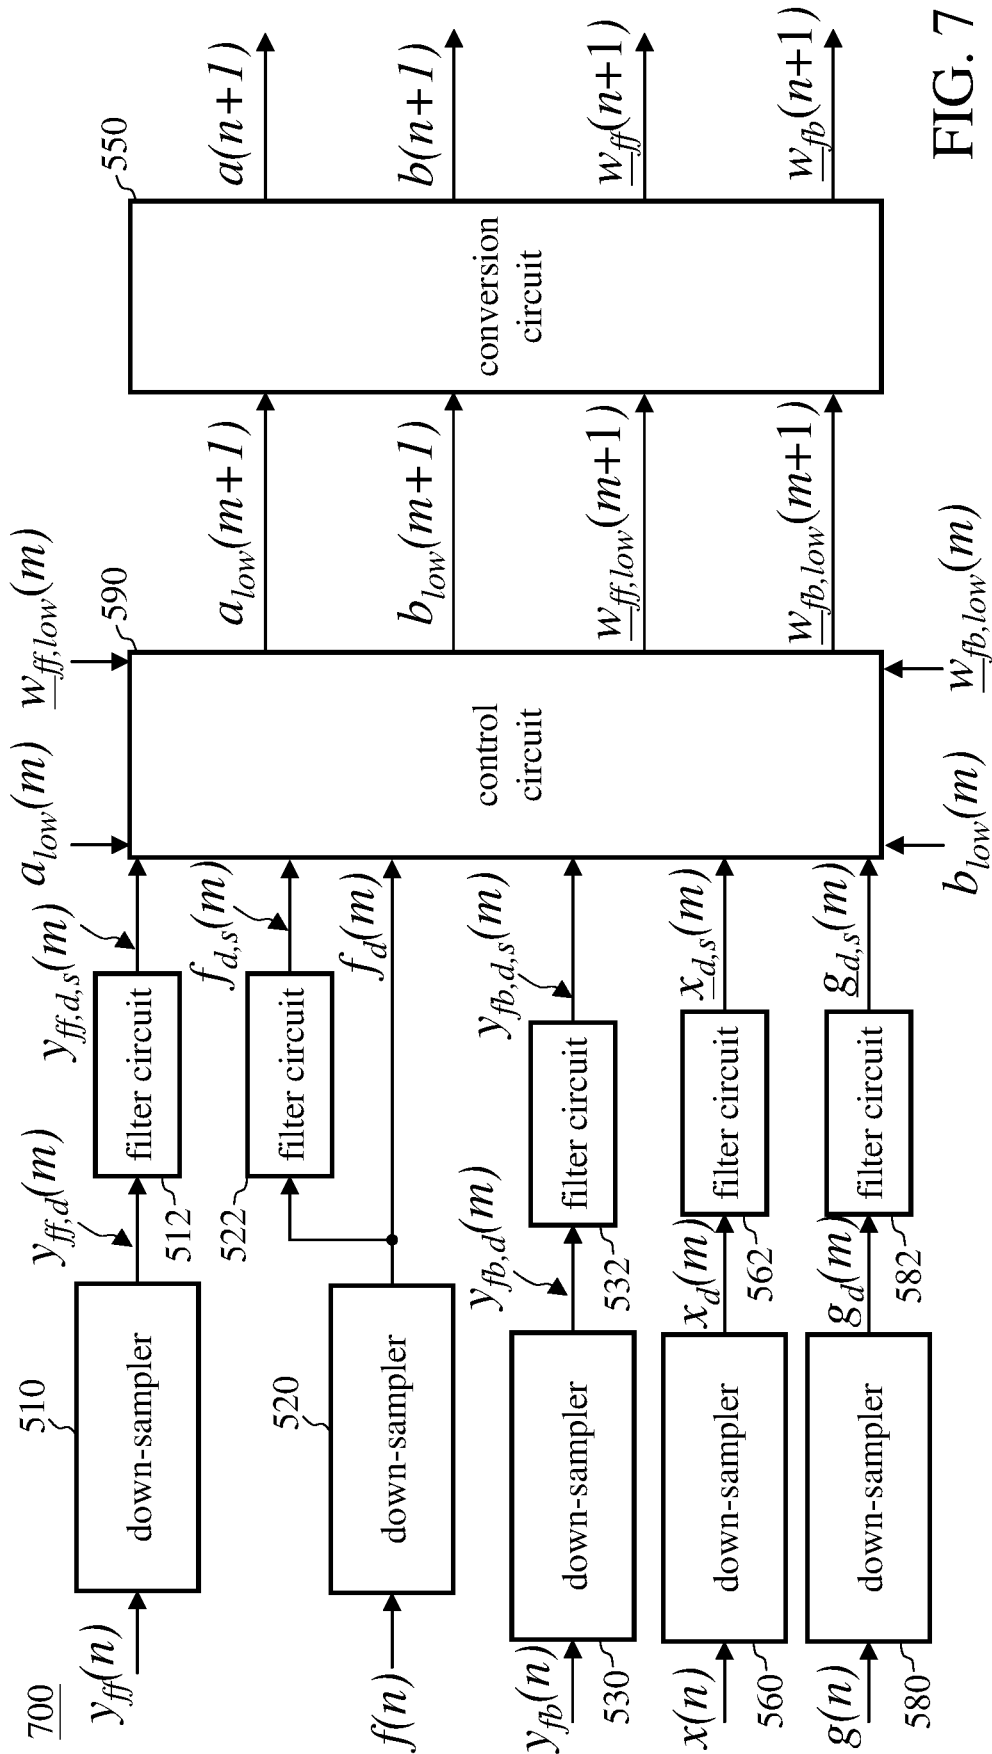 700
y_ff(n)
510
down-sampler
y_ff,d(m)
512
filter circuit
y_ff,d,s(m)
f(n)
520
down-sampler
522
filter circuit
f_d,s(m)
f_d(m)
y_fb(n)
530
down-sampler
y_fb,d(m)
532
filter circuit
y_fb,d,s(m)
x(n)
560
down-sampler
x_d(m)
562
filter circuit
x_d,s(m)
g(n)
580
down-sampler
g_d(m)
582
filter circuit
g_d,s(m)
a_low(m)
w_ff,low(m)
590
control
circuit
b_low(m)
w_fb,low(m)
a_low(m+1)
b_low(m+1)
w_ff,low(m+1)
w_fb,low(m+1)
550
conversion
circuit
a(n+1)
b(n+1)
w_ff(n+1)
w_fb(n+1)
FIG. 7